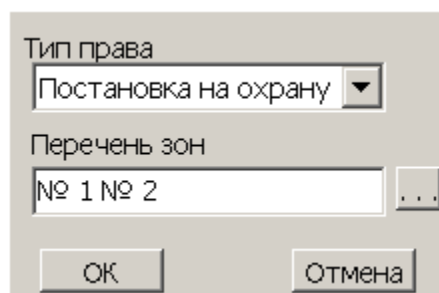 Тип права
Постановка на охрану
Перечень зон
№ 1 № 2
...
ОК
Отмена